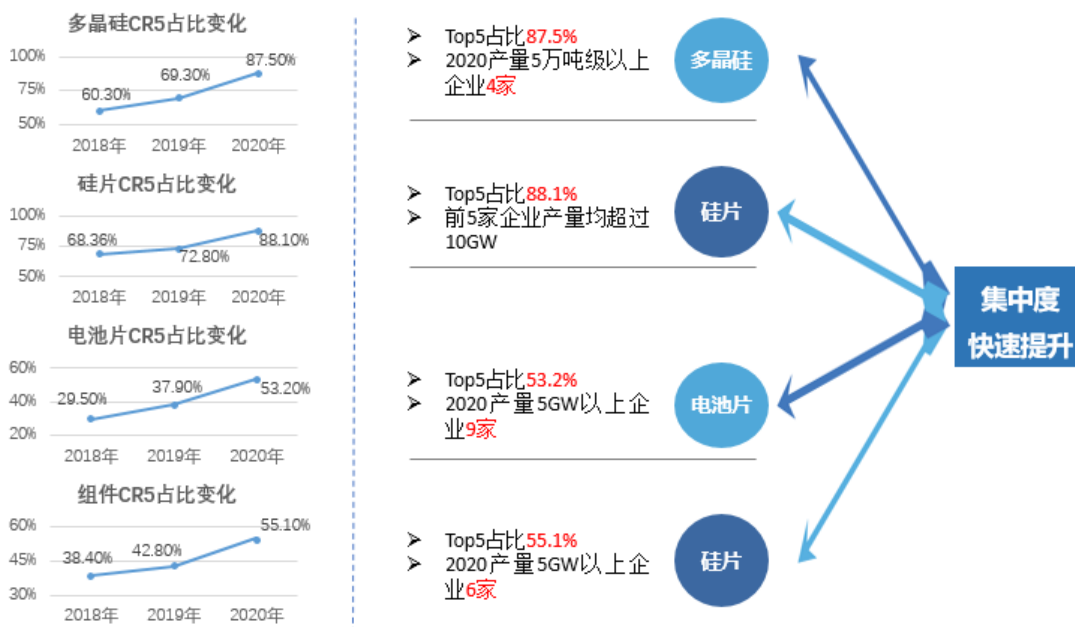 多晶硅CR5占比变化
100%
75%
50%
60.30%
69.30%
87.50%
2018年 2019年 2020年
硅片CR5占比变化
100%
75%
50%
68.36%
72.80%
88.10%
2018年 2019年 2020年
电池片CR5占比变化
60%
40%
20%
29.50%
37.90%
53.20%
2018年 2019年 2020年
组件CR5占比变化
60%
45%
30%
38.40%
42.80%
55.10%
2018年 2019年 2020年
➢ Top5占比87.5%
➢ 2020产量5万吨级以上
企业4家
多晶硅
➢ Top5占比88.1%
➢ 前5家企业产量均超过
10GW
硅片
➢ Top5占比53.2%
➢ 2020产量5GW以上企
业9家
电池片
➢ Top5占比55.1%
➢ 2020产量5GW以上企
业6家
硅片
集中度
快速提升